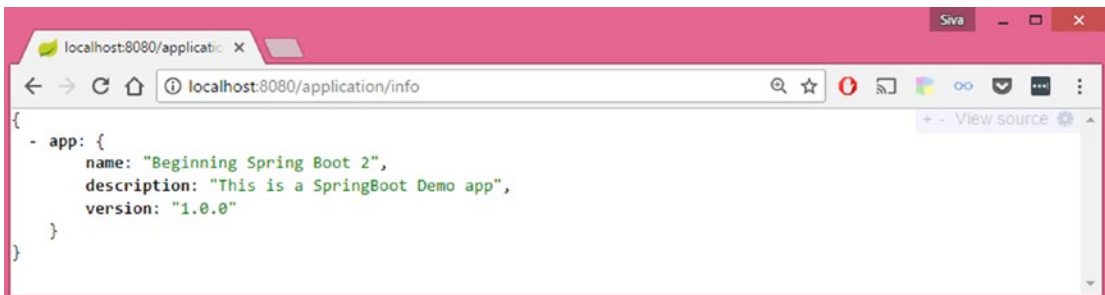 Siva
localhost:8080/applicatic
localhost:8080/application/info
+ - View source
{
- app: {
name: "Beginning Spring Boot 2",
description: "This is a SpringBoot Demo app",
version: "1.0.0"
}
}